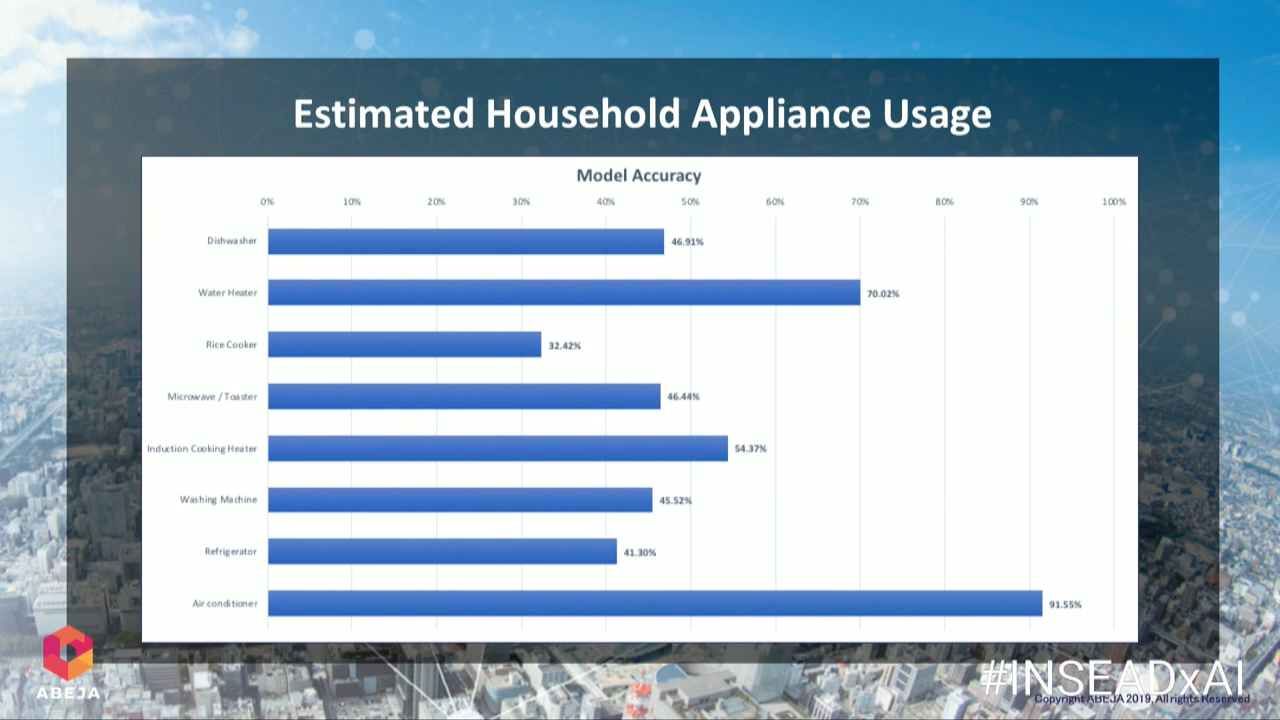 Estimated Household Appliance Usage
Model Accuracy
0% 10% 20% 30% 40% 50% 60% 70% 80% 90% 100%
Dishwasher 46.91%
Water Heater 70.02%
Rice Cooker 32.42%
Microwave / Toaster 46.44%
Induction Cooking Heater 54.37%
Washing Machine 45.52%
Refrigerator 41.30%
Air conditioner 91.55%
ABEJA
#INSEADxAI
Copyright ABEJA 2019, All rights Reserved